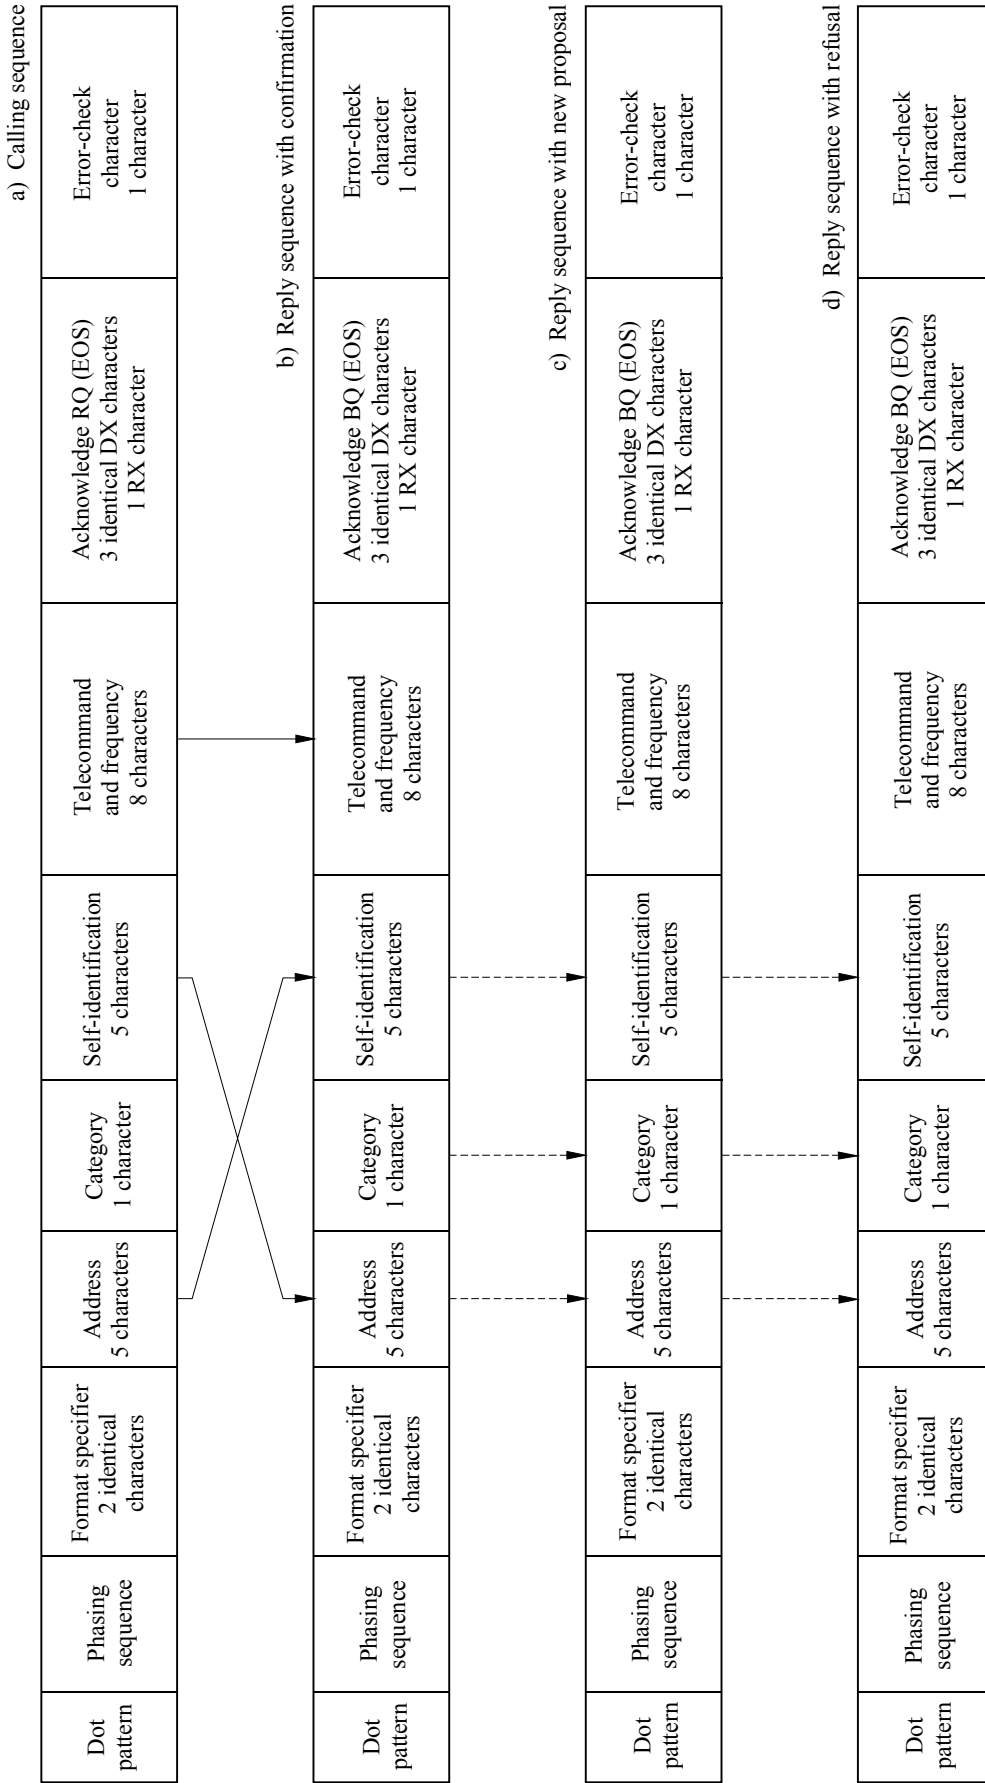 Dot
pattern
Phasing
sequence
Format specifier
2 identical
characters
Address
5 characters
Category
1 character
Self-identification
5 characters
Telecommand
and frequency
8 characters
Acknowledge RQ (EOS)
3 identical DX characters
1 RX character
Error-check
character
1 character
a) Calling sequence
Dot
pattern
Phasing
sequence
Format specifier
2 identical
characters
Address
5 characters
Category
1 character
Self-identification
5 characters
Telecommand
and frequency
8 characters
Acknowledge BQ (EOS)
3 identical DX characters
1 RX character
Error-check
character
1 character
b) Reply sequence with confirmation
Dot
pattern
Phasing
sequence
Format specifier
2 identical
characters
Address
5 characters
Category
1 character
Self-identification
5 characters
Telecommand
and frequency
8 characters
Acknowledge BQ (EOS)
3 identical DX characters
1 RX character
Error-check
character
1 character
c) Reply sequence with new proposal
Dot
pattern
Phasing
sequence
Format specifier
2 identical
characters
Address
5 characters
Category
1 character
Self-identification
5 characters
Telecommand
and frequency
8 characters
Acknowledge BQ (EOS)
3 identical DX characters
1 RX character
Error-check
character
1 character
d) Reply sequence with refusal